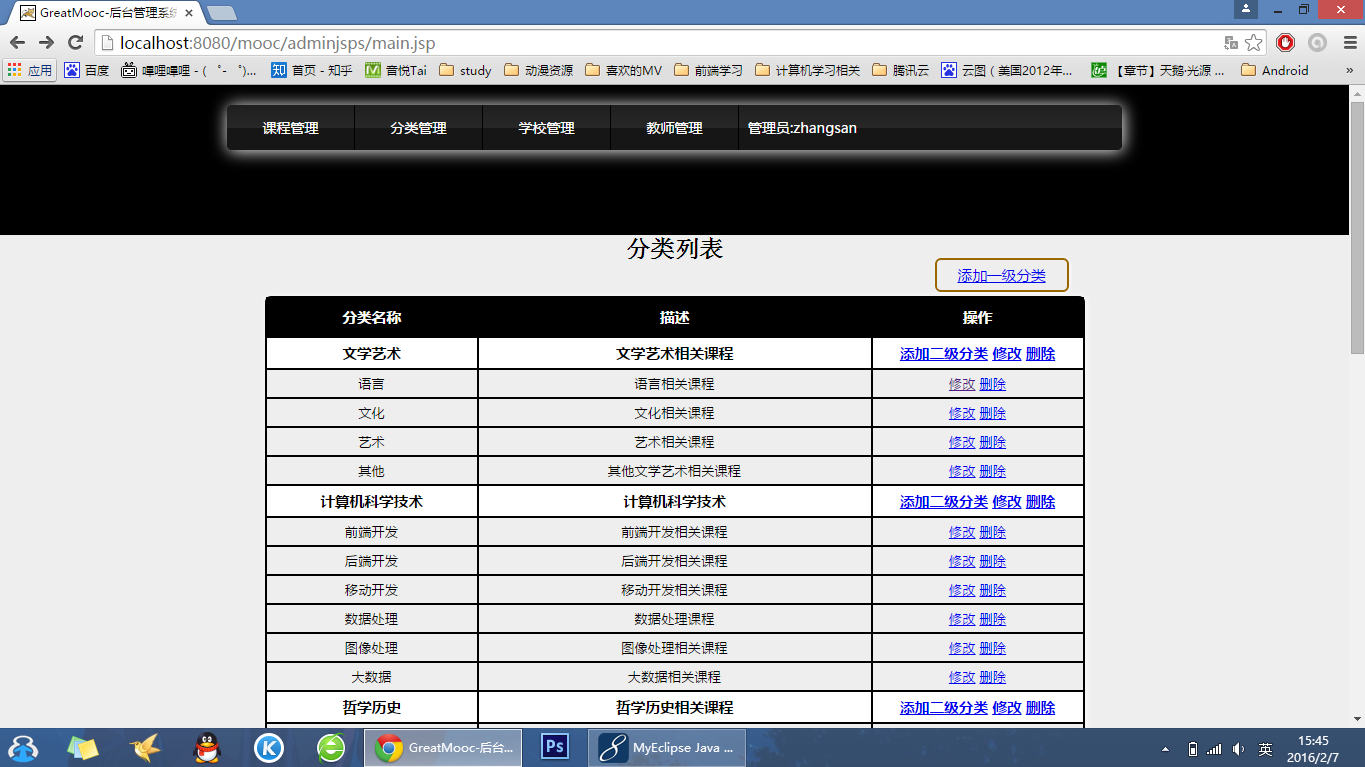 GreatMooc-后台管理系统
localhost:8080/mooc/adminjsps/main.jsp
应用 百度 哔哩哔哩 - ( ゜- ゜)... 首页 - 知乎 音悦Tai study 动漫资源 喜欢的MV 前端学习 计算机学习相关 腾讯云 云图（美国2012年... 【章节】天鹅·光源 ... Android »
课程管理 分类管理 学校管理 教师管理 管理员:zhangsan
分类列表
添加一级分类
分类名称 描述 操作
文学艺术 文学艺术相关课程 添加二级分类 修改 删除
语言 语言相关课程 修改 删除
文化 文化相关课程 修改 删除
艺术 艺术相关课程 修改 删除
其他 其他文学艺术相关课程 修改 删除
计算机科学技术 计算机科学技术 添加二级分类 修改 删除
前端开发 前端开发相关课程 修改 删除
后端开发 后端开发相关课程 修改 删除
移动开发 移动开发相关课程 修改 删除
数据处理 数据处理课程 修改 删除
图像处理 图像处理相关课程 修改 删除
大数据 大数据相关课程 修改 删除
哲学历史 哲学历史相关课程 添加二级分类 修改 删除
GreatMooc-后台... Ps MyEclipse Java ... 英 15:45
2016/2/7